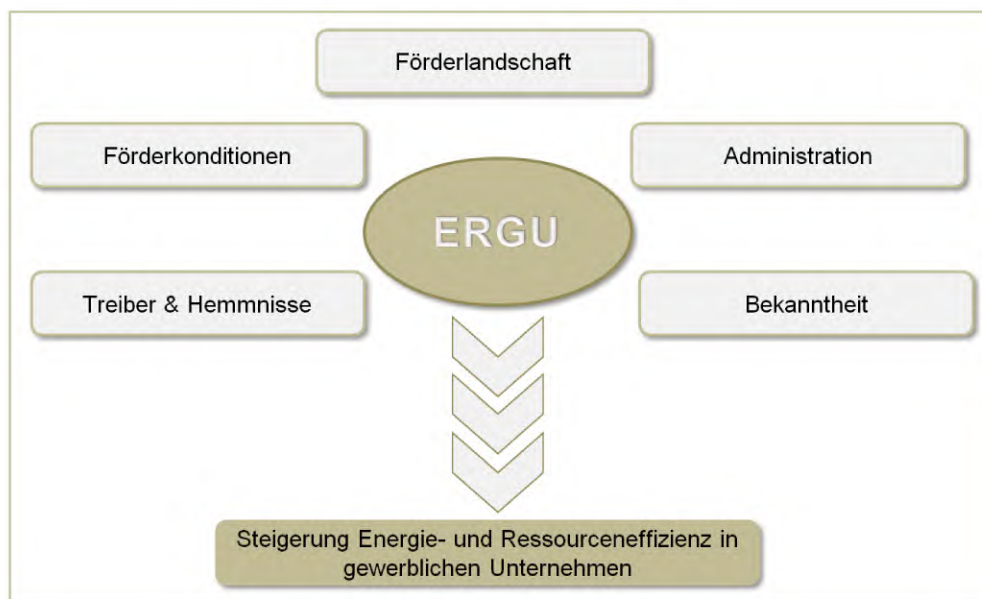 Förderlandschaft
Förderkonditionen
Administration
ERGU
Treiber & Hemmnisse
Bekanntheit
Steigerung Energie- und Ressourceneffizienz in
gewerblichen Unternehmen